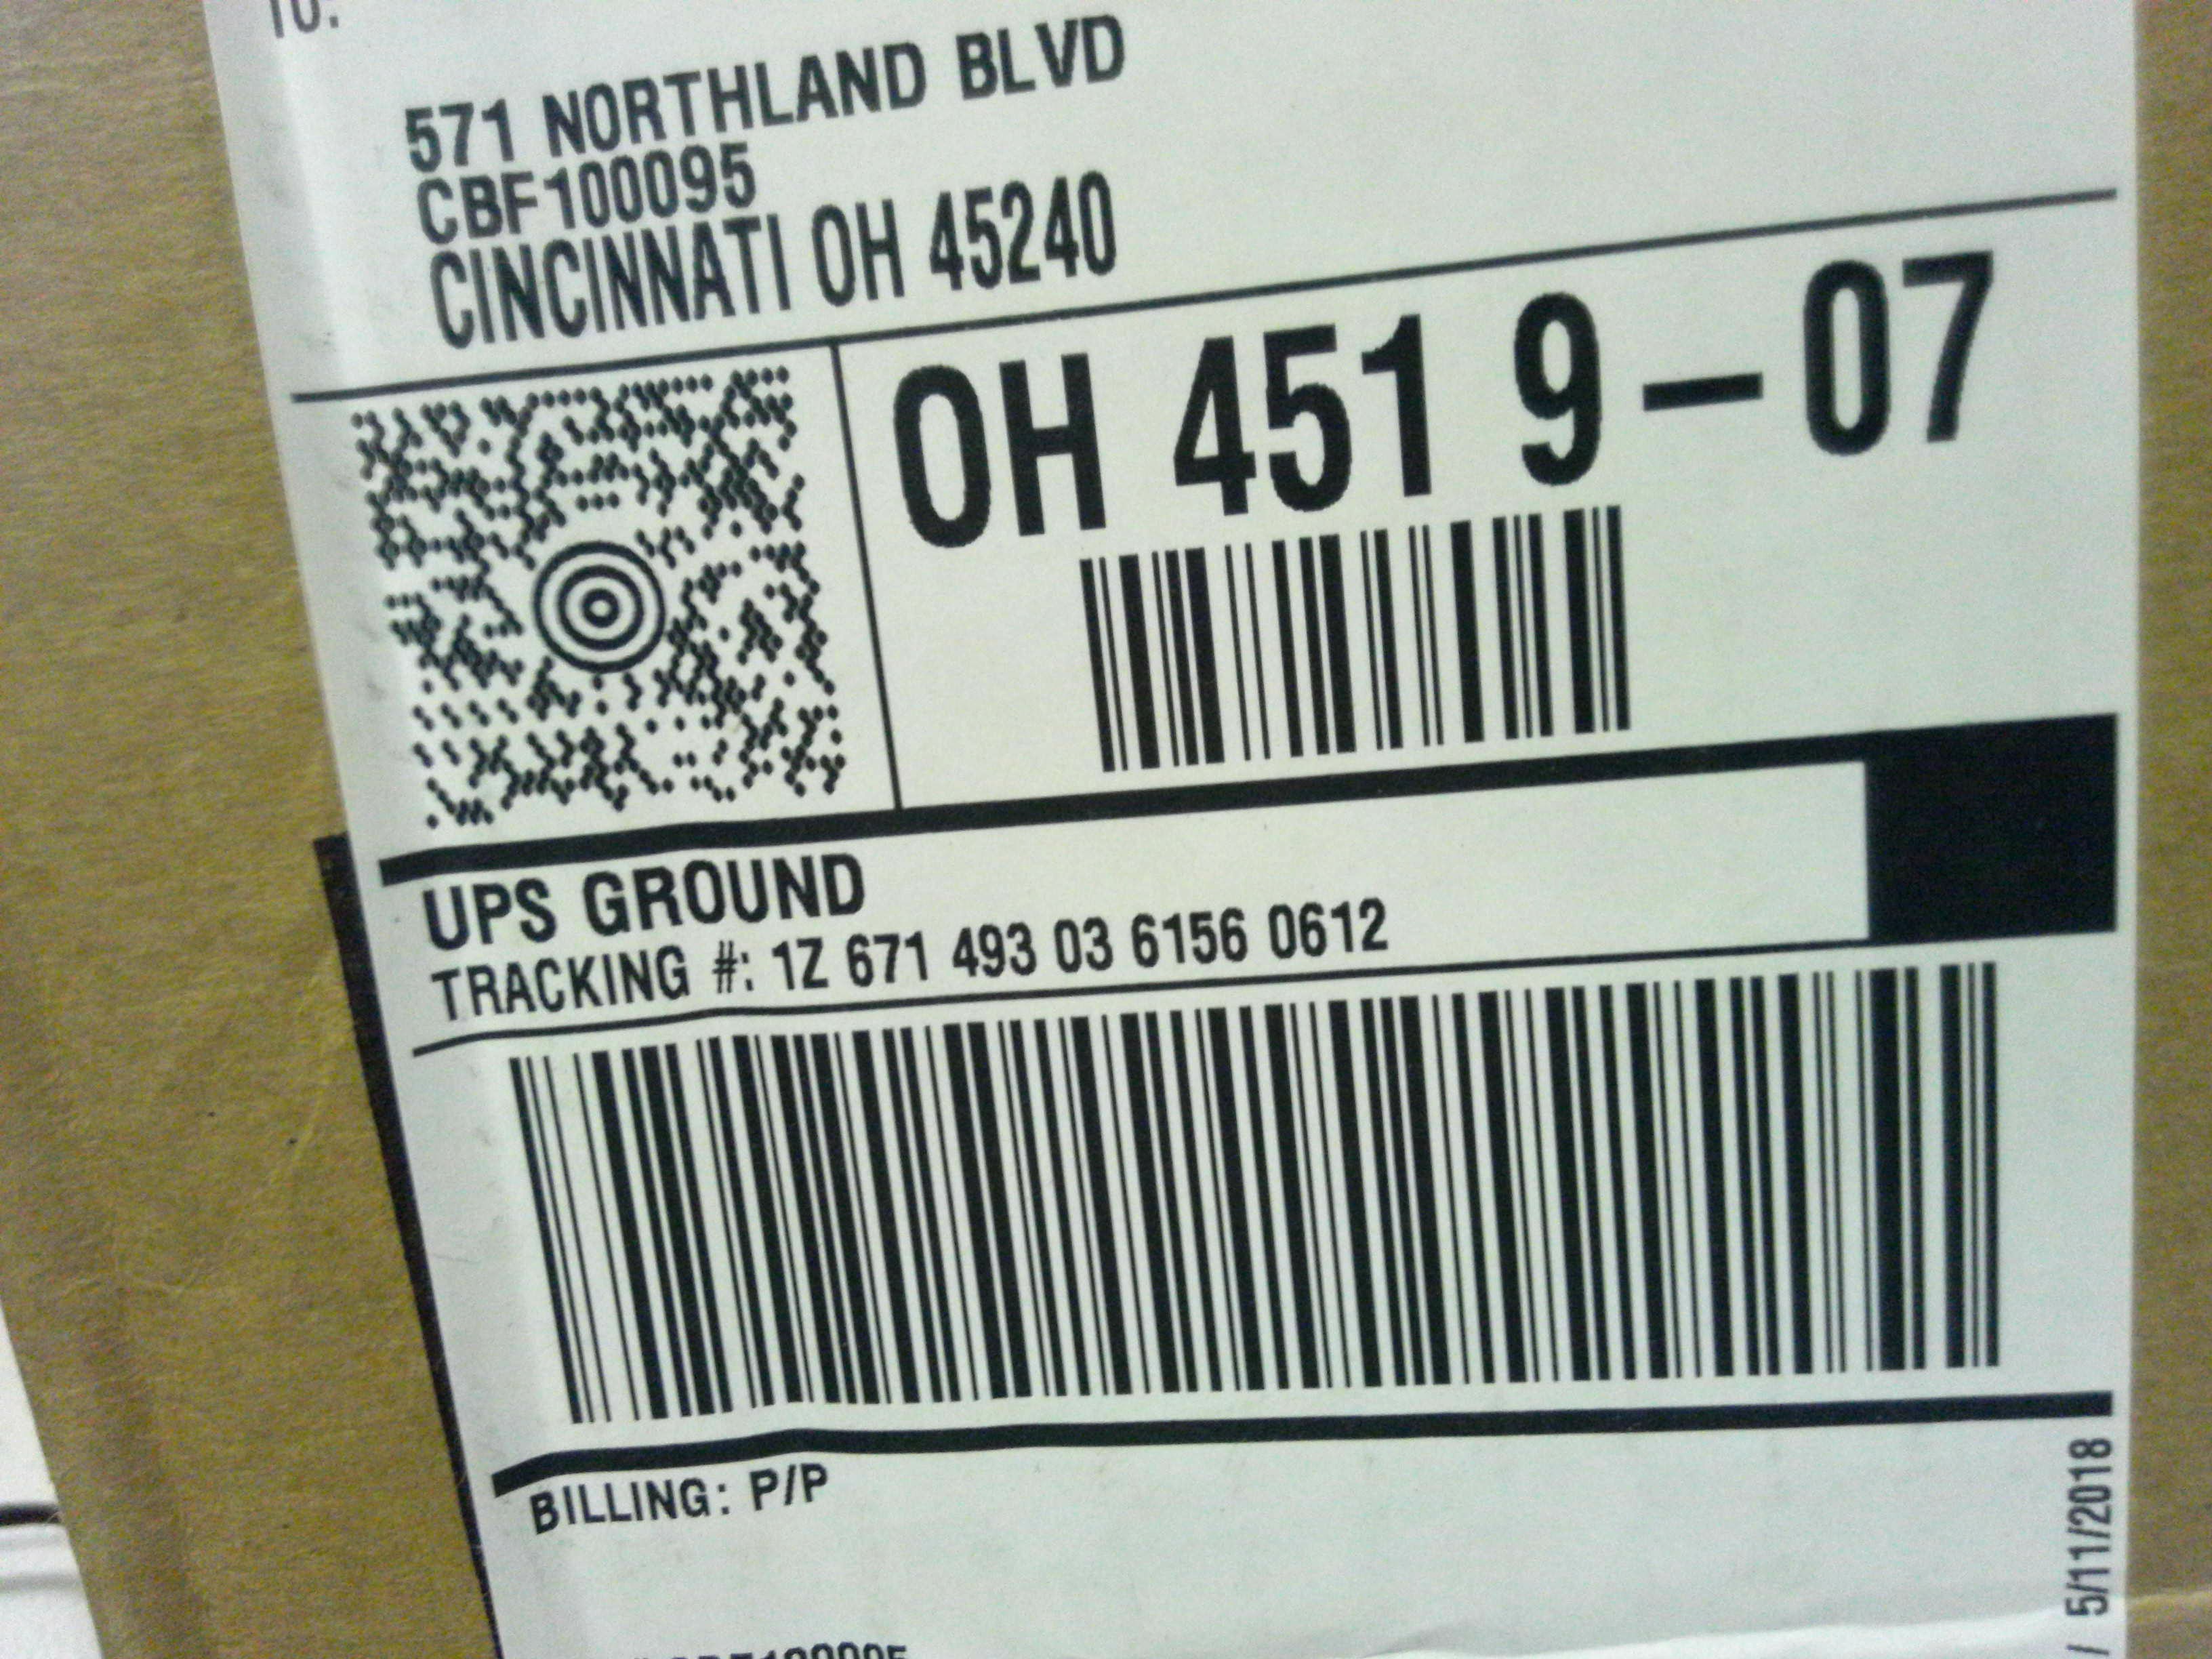 TO:
571 NORTHLAND BLVD
CBF100095
CINCINNATI OH 45240
OH 451 9-07
UPS GROUND
TRACKING #: 1Z 671 493 03 6156 0612
BILLING: P/P
/ 5/11/2018